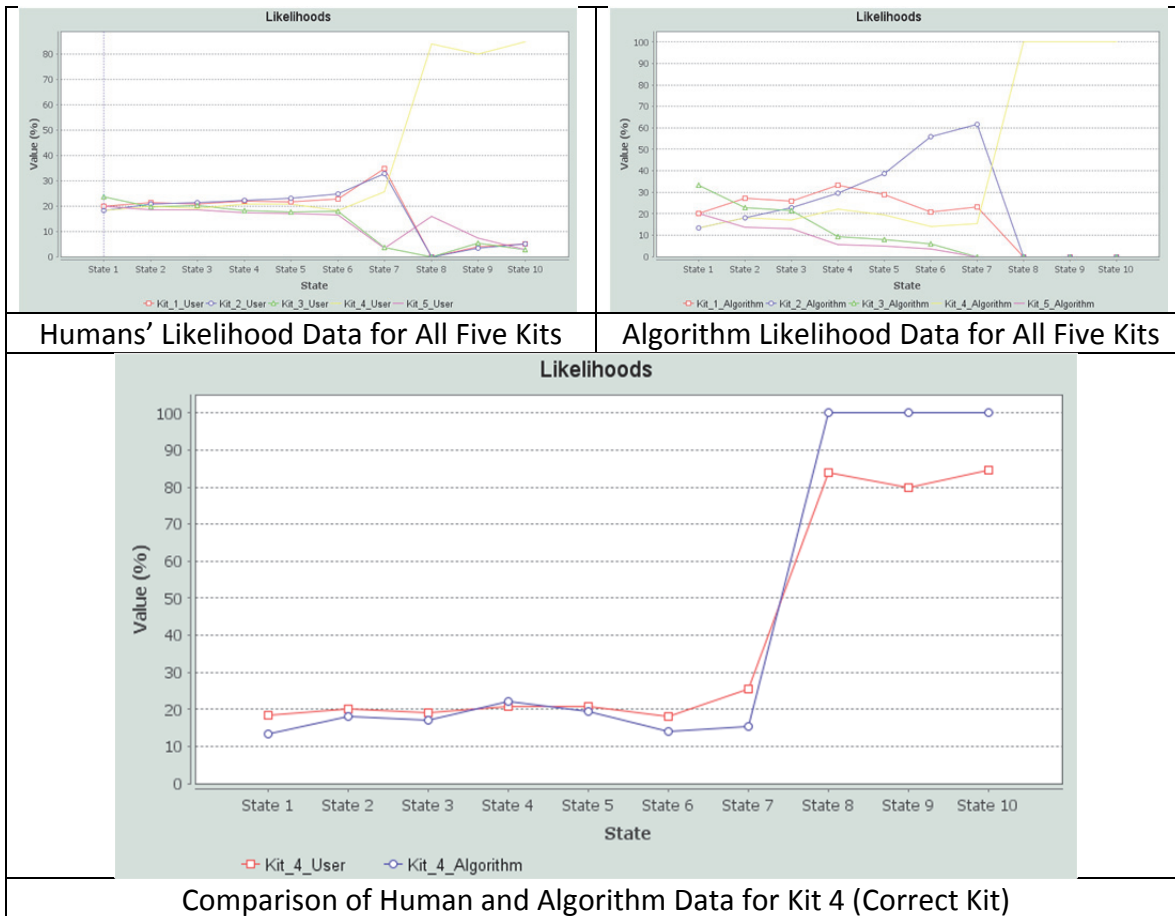 Likelihoods
Value (%)
80
70
60
50
40
30
20
10
0
State 1 State 2 State 3 State 4 State 5 State 6 State 7 State 8 State 9 State 10
State
Kit_1_User Kit_2_User Kit_3_User Kit_4_User Kit_5_User
Humans’ Likelihood Data for All Five Kits
Likelihoods
Value (%)
100
90
80
70
60
50
40
30
20
10
0
State 1 State 2 State 3 State 4 State 5 State 6 State 7 State 8 State 9 State 10
State
Kit_1_Algorithm Kit_2_Algorithm Kit_3_Algorithm Kit_4_Algorithm Kit_5_Algorithm
Algorithm Likelihood Data for All Five Kits
Likelihoods
Value (%)
100
90
80
70
60
50
40
30
20
10
0
State 1 State 2 State 3 State 4 State 5 State 6 State 7 State 8 State 9 State 10
State
Kit_4_User Kit_4_Algorithm
Comparison of Human and Algorithm Data for Kit 4 (Correct Kit)